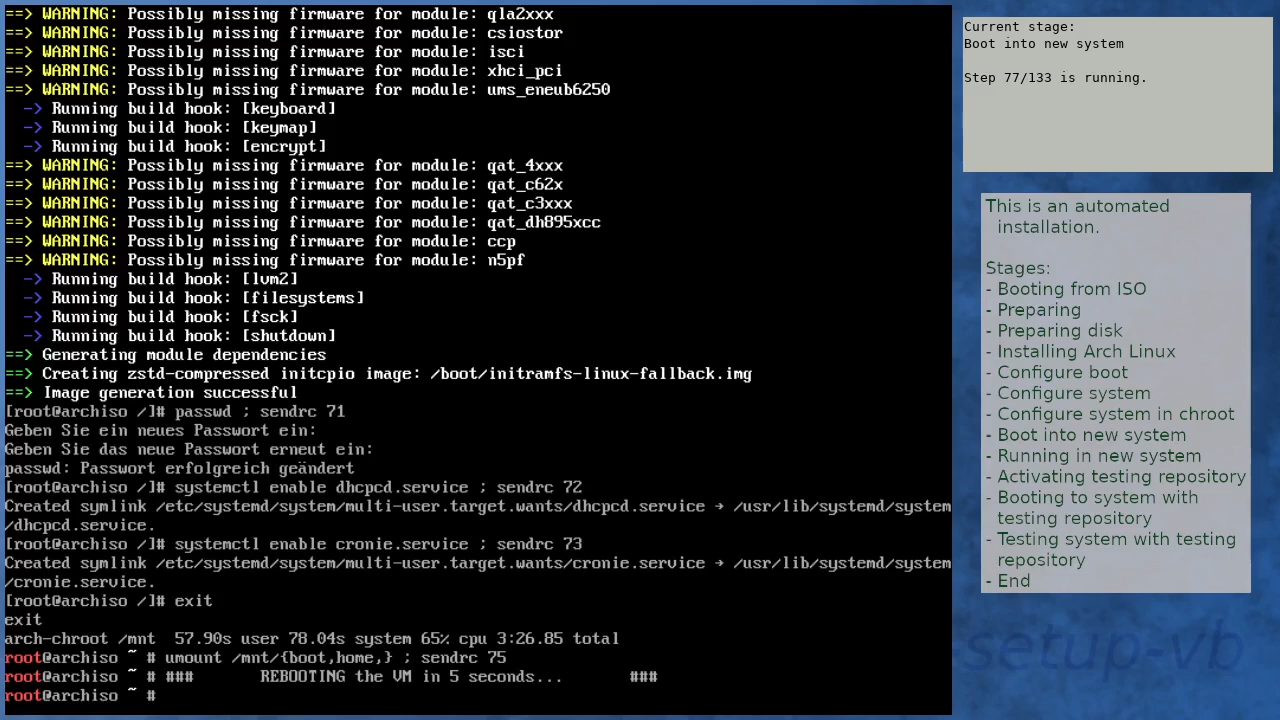 ==> WARNING: Possibly missing firmware for module: qla2xxx
==> WARNING: Possibly missing firmware for module: csiostor
==> WARNING: Possibly missing firmware for module: isci
==> WARNING: Possibly missing firmware for module: xhci_pci
==> WARNING: Possibly missing firmware for module: ums_eneub6250
  -> Running build hook: [keyboard]
  -> Running build hook: [keymap]
  -> Running build hook: [encrypt]
==> WARNING: Possibly missing firmware for module: qat_4xxx
==> WARNING: Possibly missing firmware for module: qat_c62x
==> WARNING: Possibly missing firmware for module: qat_c3xxx
==> WARNING: Possibly missing firmware for module: qat_dh895xcc
==> WARNING: Possibly missing firmware for module: ccp
==> WARNING: Possibly missing firmware for module: n5pf
  -> Running build hook: [lvm2]
  -> Running build hook: [filesystems]
  -> Running build hook: [fsck]
  -> Running build hook: [shutdown]
==> Generating module dependencies
==> Creating zstd-compressed initcpio image: /boot/initramfs-linux-fallback.img
==> Image generation successful
[root@archiso /]# passwd ; sendrc 71
Geben Sie ein neues Passwort ein:
Geben Sie das neue Passwort erneut ein:
passwd: Passwort erfolgreich geändert
[root@archiso /]# systemctl enable dhcpcd.service ; sendrc 72
Created symlink /etc/systemd/system/multi-user.target.wants/dhcpcd.service → /usr/lib/systemd/system
/dhcpcd.service.
[root@archiso /]# systemctl enable cronie.service ; sendrc 73
Created symlink /etc/systemd/system/multi-user.target.wants/cronie.service → /usr/lib/systemd/system
/cronie.service.
[root@archiso /]# exit
exit
arch-chroot /mnt  57.90s user 78.04s system 65% cpu 3:26.85 total
root@archiso ~ # umount /mnt/{boot,home,} ; sendrc 75
root@archiso ~ # ###       REBOOTING the VM in 5 seconds...       ###
root@archiso ~ #
Current stage:
Boot into new system
Step 77/133 is running.
This is an automated
installation.
Stages:
- Booting from ISO
- Preparing
- Preparing disk
- Installing Arch Linux
- Configure boot
- Configure system
- Configure system in chroot
- Boot into new system
- Running in new system
- Activating testing repository
- Booting to system with
testing repository
- Testing system with testing
repository
- End
setup-vb